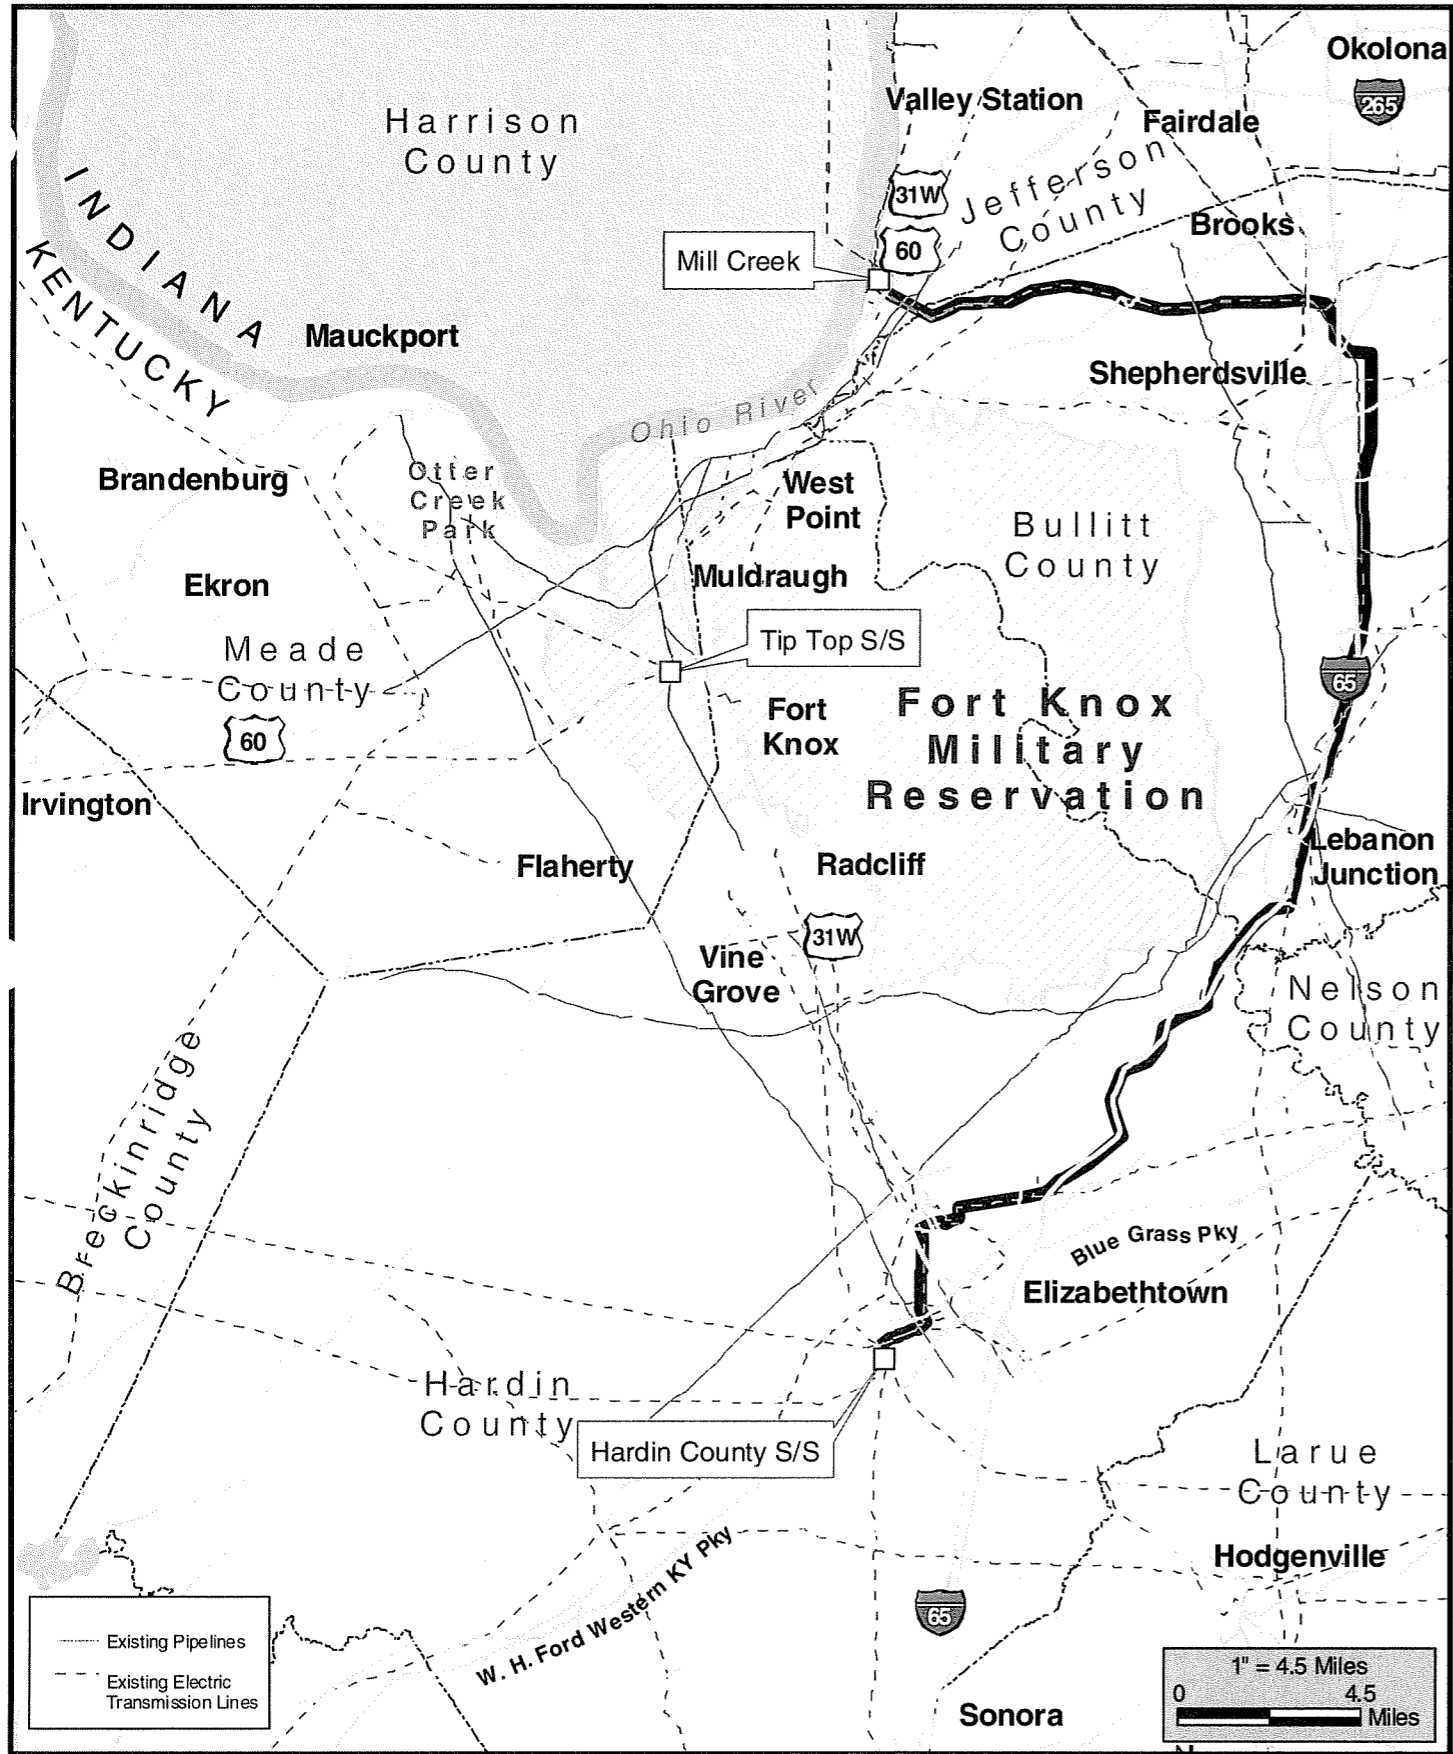 Okolona
265
Valley Station
Fairdale
Harrison
County
Jefferson
County
31W
60
Brooks
Mill Creek
INDIANA
KENTUCKY
Mauckport
Shepherdsville
Ohio River
Brandenburg
Otter
Creek
Park
West
Point
Bullitt
County
Ekron
Muldraugh
Meade
County
Tip Top S/S
65
60
Fort
Knox
Fort Knox
Military
Reservation
Irvington
Lebanon
Junction
Flaherty
Radcliff
31W
Vine
Grove
Nelson
County
Breckinridge
County
Blue Grass Pky
Elizabethtown
Hardin
County
Hardin County S/S
Larue
County
W. H. Ford Western KY Pky
Hodgenville
65
Existing Pipelines
Existing Electric
Transmission Lines
1" = 4.5 Miles
0 4.5
Miles
Sonora